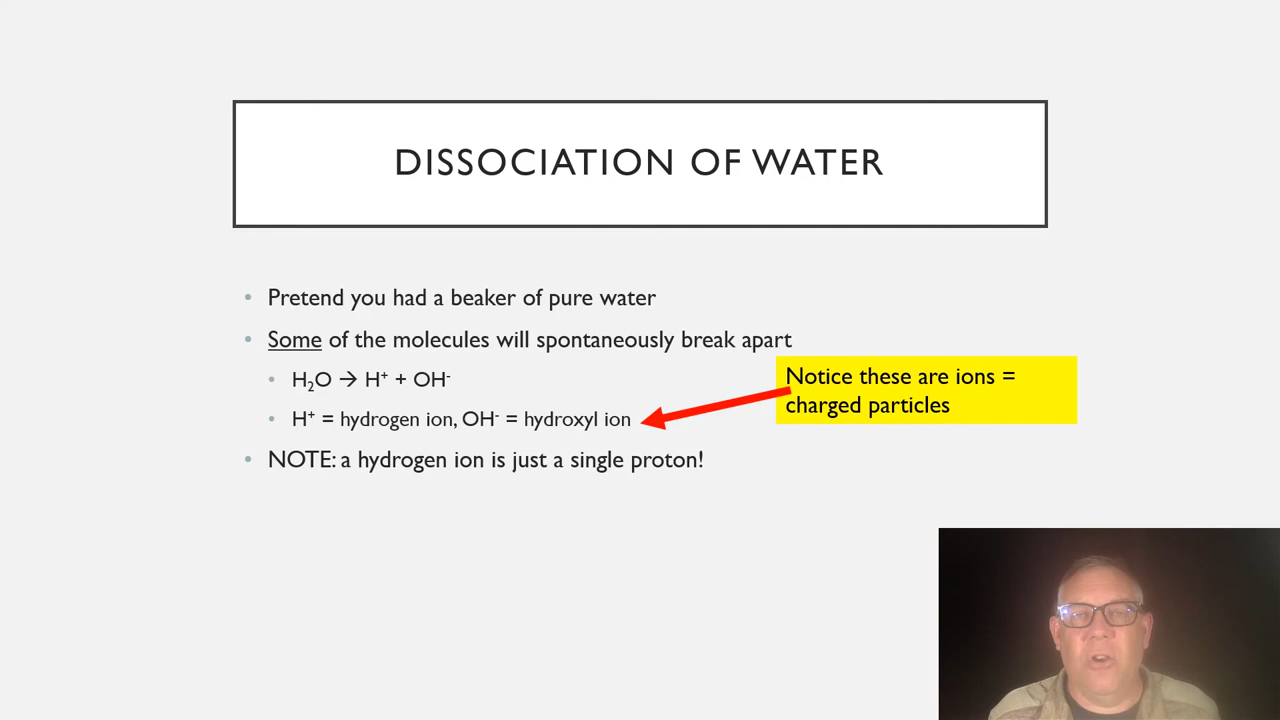 DISSOCIATION OF WATER
• Pretend you had a beaker of pure water
• Some of the molecules will spontaneously break apart
• H₂O → H⁺ + OH⁻
• H⁺ = hydrogen ion, OH⁻ = hydroxyl ion
Notice these are ions =
charged particles
• NOTE: a hydrogen ion is just a single proton!